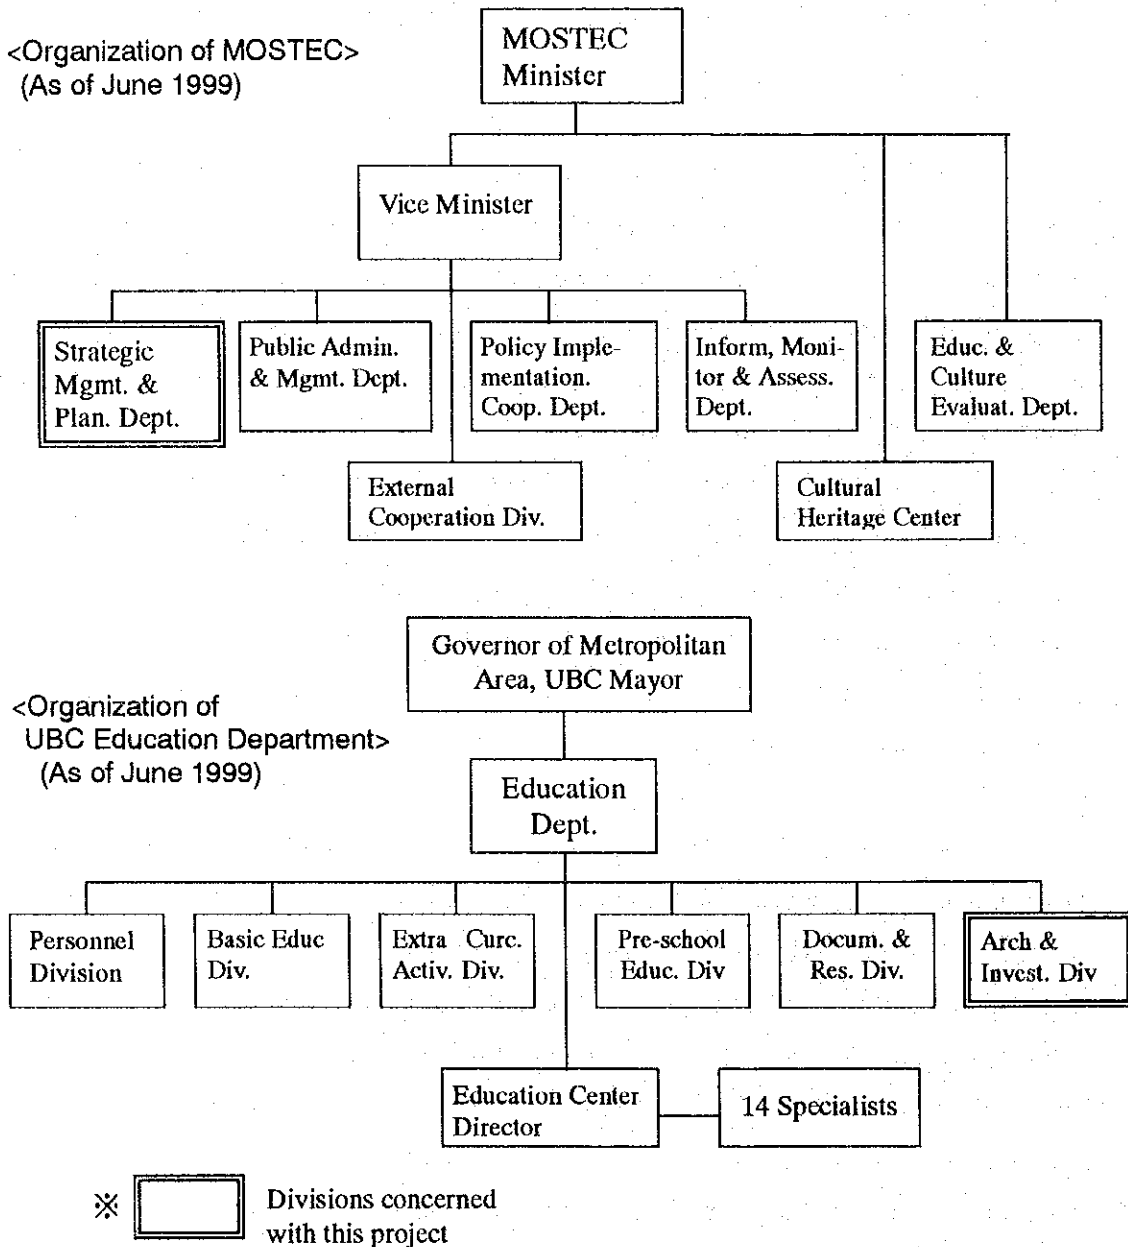 <Organization of MOSTEC>
(As of June 1999)
MOSTEC
Minister
Vice Minister
Strategic
Mgmt. &
Plan. Dept.
Public Admin.
& Mgmt. Dept.
Policy Imple-
mentation.
Coop. Dept.
Inform, Moni-
tor & Assess.
Dept.
Educ. &
Culture
Evaluat. Dept.
External
Cooperation Div.
Cultural
Heritage Center
Governor of Metropolitan
Area, UBC Mayor
<Organization of
UBC Education Department>
(As of June 1999)
Education
Dept.
Personnel
Division
Basic Educ
Div.
Extra Curc.
Activ. Div.
Pre-school
Educ. Div
Docum. &
Res. Div.
Arch &
Invest. Div
Education Center
Director
14 Specialists
※
Divisions concerned
with this project